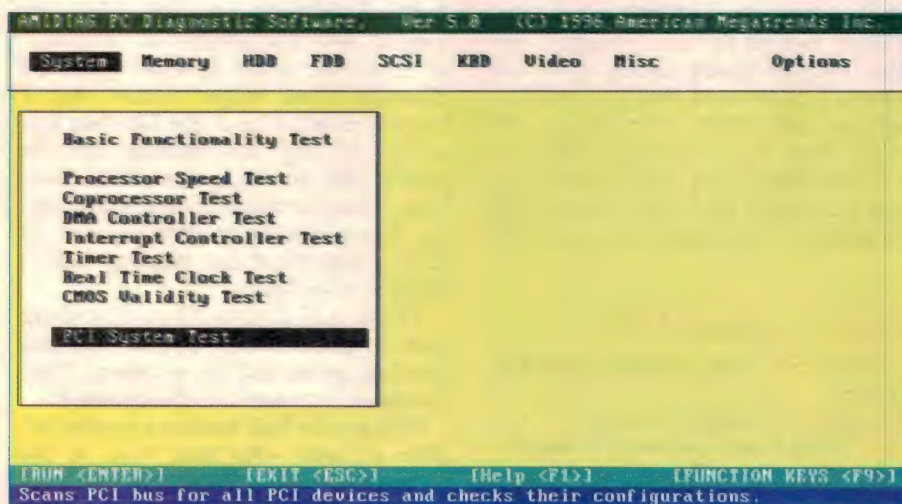 AMIDIAG PC Diagnostic Software. Ver 5.0 (C) 1996 American Megatrends Inc.
System Memory HDD FDD SCSI KBD Video Misc Options
Basic Functionality Test
Processor Speed Test
Coprocessor Test
DMA Controller Test
Interrupt Controller Test
Timer Test
Real Time Clock Test
CMOS Validity Test
PCI System Test
[RUN <ENTER>] [EXIT <ESC>] [Help <F1>] [FUNCTION KEYS <F9>]
Scans PCI bus for all PCI devices and checks their configurations.